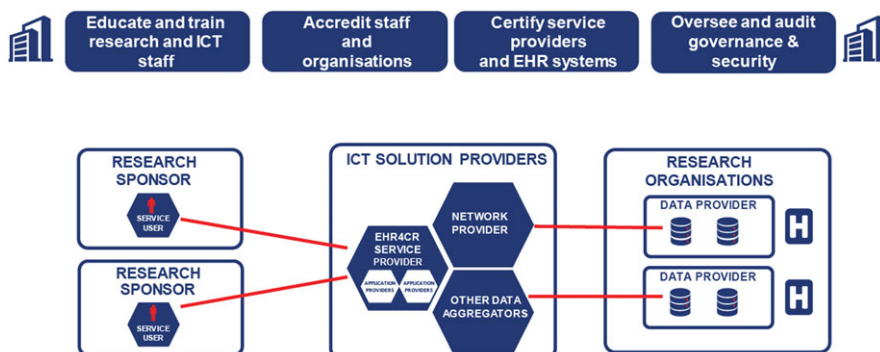 Educate and train
research and ICT
staff
Accredit staff
and
organisations
Certify service
providers
and EHR systems
Oversee and audit
governance &
security
RESEARCH
SPONSOR
SERVICE
USER
RESEARCH
SPONSOR
SERVICE
USER
ICT SOLUTION PROVIDERS
NETWORK
PROVIDER
EHR4CR
SERVICE
PROVIDER
APPLICATION
PROVIDERS
APPLICATION
PROVIDERS
OTHER DATA
AGGREGATORS
RESEARCH
ORGANISATIONS
DATA PROVIDER
H
DATA PROVIDER
H